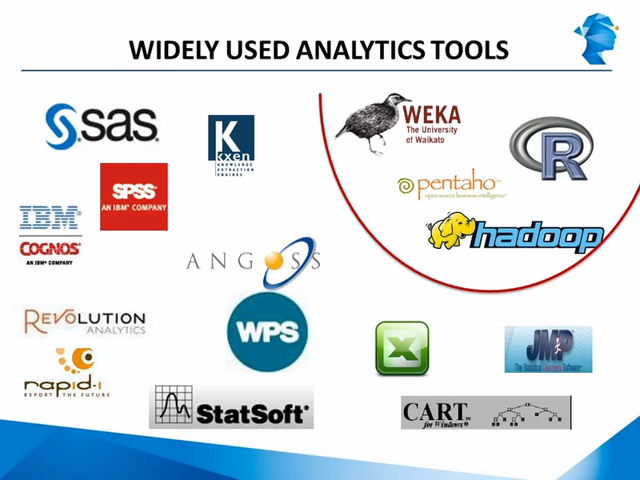 WIDELY USED ANALYTICS TOOLS
sas
K
kxen
KNOWLEDGE
EXTRACTION
ENGINES
WEKA
The University
of Waikato
R
SPSS
AN IBM COMPANY
pentaho
open source business intelligence
IBM
COGNOS
AN IBM COMPANY
hadoop
ANGOSS
REVOLUTION
ANALYTICS
WPS
X
JMP
The Statistical Discovery Software
rapid-i
REPORT THE FUTURE
StatSoft
CART
for Windows